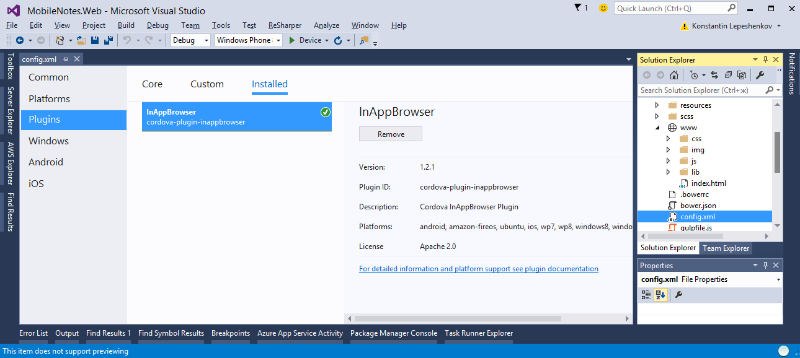 MobileNotes.Web - Microsoft Visual Studio
1
Quick Launch (Ctrl+ю)
File Edit View Project Build Debug Team Tools Test ReSharper Analyze Window Help
Konstantin Lepeshenkov
Debug Windows Phone Device
Toolbox
Server Explorer
AWS Explorer
Find Results
config.xml
Common
Platforms
Plugins
Windows
Android
iOS
Core Custom Installed
InAppBrowser
cordova-plugin-inappbrowser
InAppBrowser
Remove
Version: 1.2.1
Plugin ID: cordova-plugin-inappbrowser
Description: Cordova InAppBrowser Plugin
Platforms: android, amazon-fireos, ubuntu, ios, wp7, wp8, windows8, window
License Apache 2.0
For detailed information and platform support see plugin documentation
Solution Explorer
Search Solution Explorer (Ctrl+ж)
resources
scss
www
css
img
js
lib
index.html
.bowerrc
bower.json
config.xml
gulpfile.js
Solution Explorer Team Explorer
Properties
config.xml File Properties
Notifications
Error List Output Find Results 1 Find Symbol Results Breakpoints Azure App Service Activity Package Manager Console Task Runner Explorer
This item does not support previewing